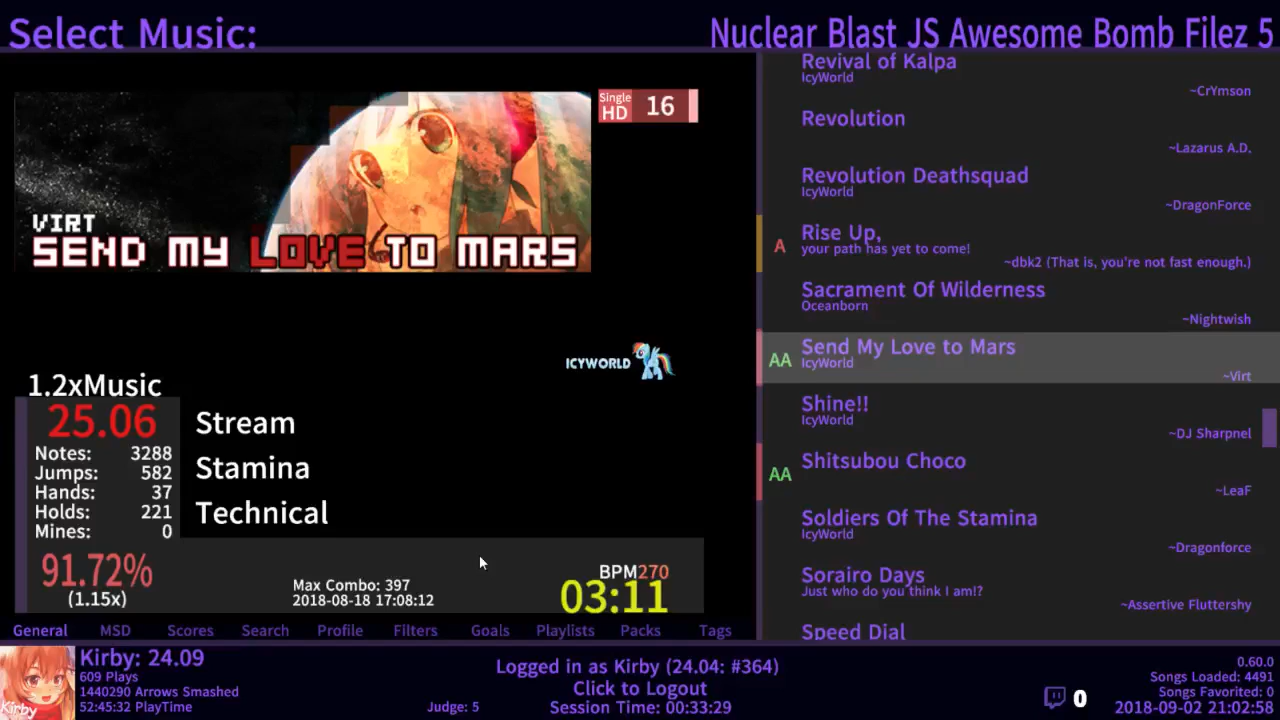 Select Music:
Nuclear Blast JS Awesome Bomb Filez 5
VIRT
SEND MY LOVE TO MARS
Single
HD
16
ICYWORLD
1.2xMusic
25.06
Notes: 3288
Jumps: 582
Hands: 37
Holds: 221
Mines: 0
Stream
Stamina
Technical
91.72%
(1.15x)
Max Combo: 397
2018-08-18 17:08:12
BPM270
03:11
Revival of Kalpa
IcyWorld
~CrYmson
Revolution
~Lazarus A.D.
Revolution Deathsquad
IcyWorld
~DragonForce
A
Rise Up,
your path has yet to come!
~dbk2 (That is, you're not fast enough.)
Sacrament Of Wilderness
Oceanborn
~Nightwish
AA
Send My Love to Mars
IcyWorld
~Virt
Shine!!
IcyWorld
~DJ Sharpnel
AA
Shitsubou Choco
~LeaF
Soldiers Of The Stamina
IcyWorld
~Dragonforce
Sorairo Days
Just who do you think I am!?
~Assertive Fluttershy
Speed Dial
General MSD Scores Search Profile Filters Goals Playlists Packs Tags
Kirby
Kirby: 24.09
609 Plays
1440290 Arrows Smashed
52:45:32 PlayTime
Judge: 5
Logged in as Kirby (24.04: #364)
Click to Logout
Session Time: 00:33:29
0
0.60.0
Songs Loaded: 4491
Songs Favorited: 0
2018-09-02 21:02:58